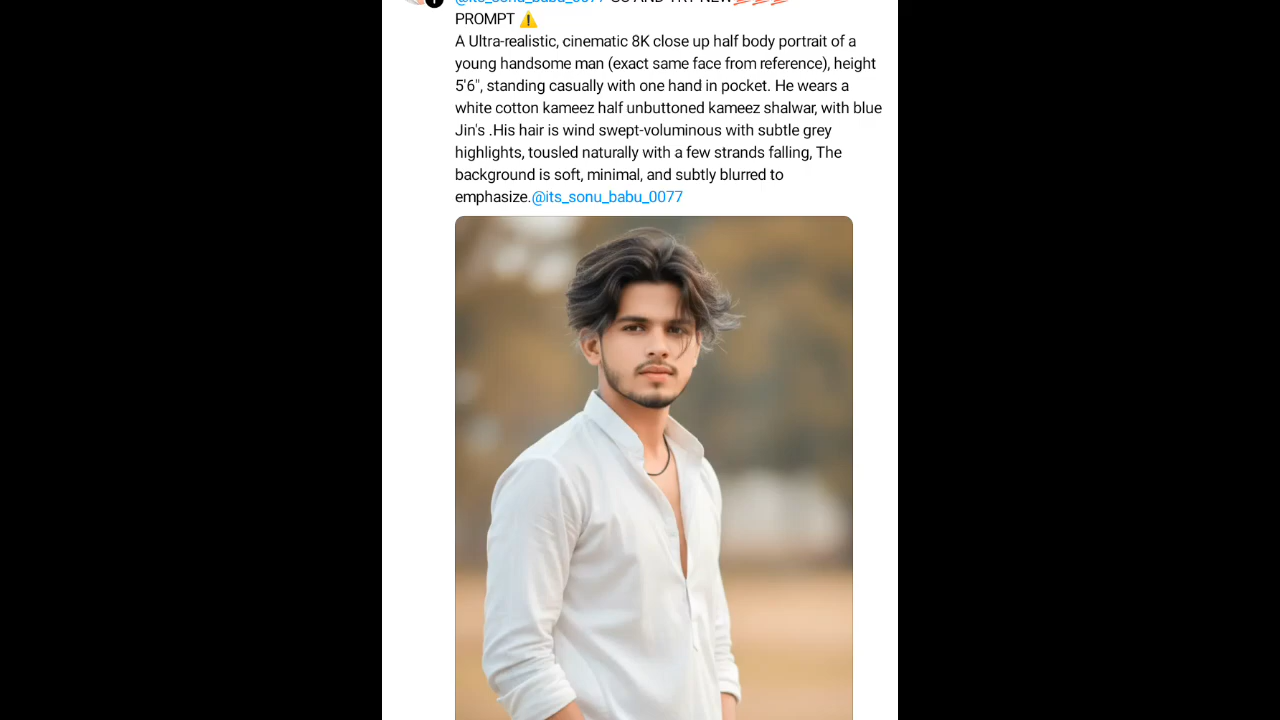 PROMPT ⚠️
A Ultra-realistic, cinematic 8K close up half body portrait of a
young handsome man (exact same face from reference), height
5'6", standing casually with one hand in pocket. He wears a
white cotton kameez half unbuttoned kameez shalwar, with blue
Jin's .His hair is wind swept-voluminous with subtle grey
highlights, tousled naturally with a few strands falling, The
background is soft, minimal, and subtly blurred to
emphasize.@its_sonu_babu_0077